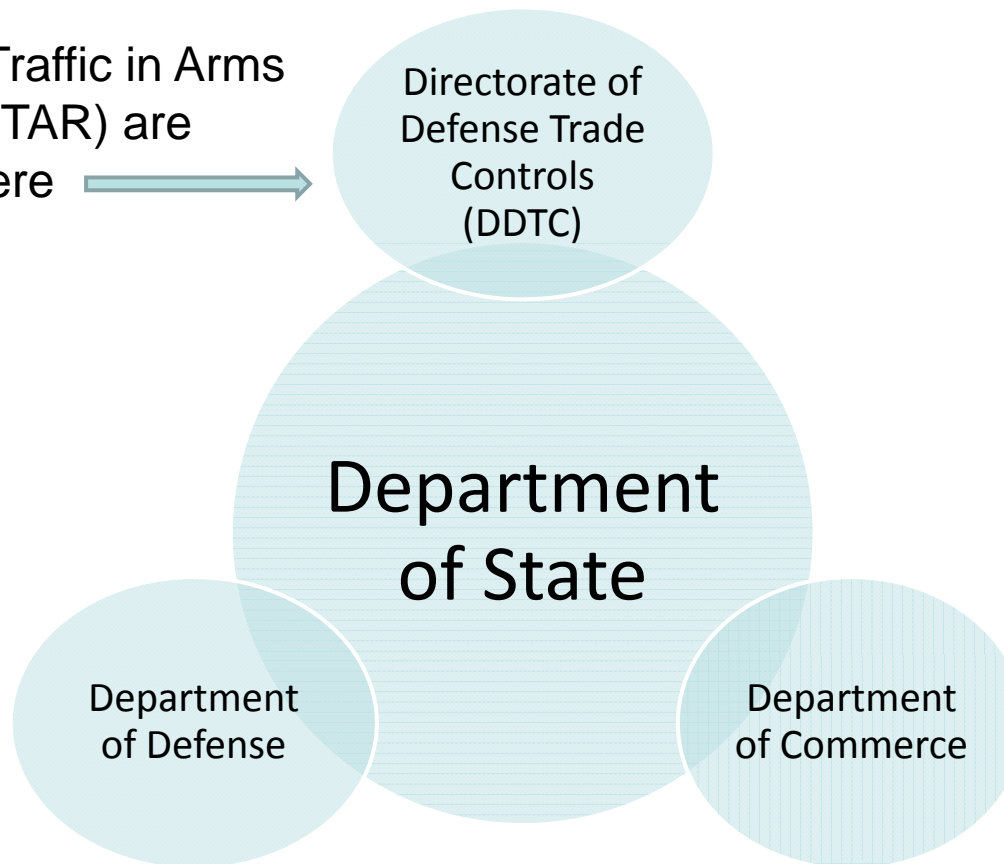 Traffic in Arms
TAR) are
ere
Directorate of
Defense Trade
Controls
(DDTC)
Department
of State
Department
of Defense
Department
of Commerce